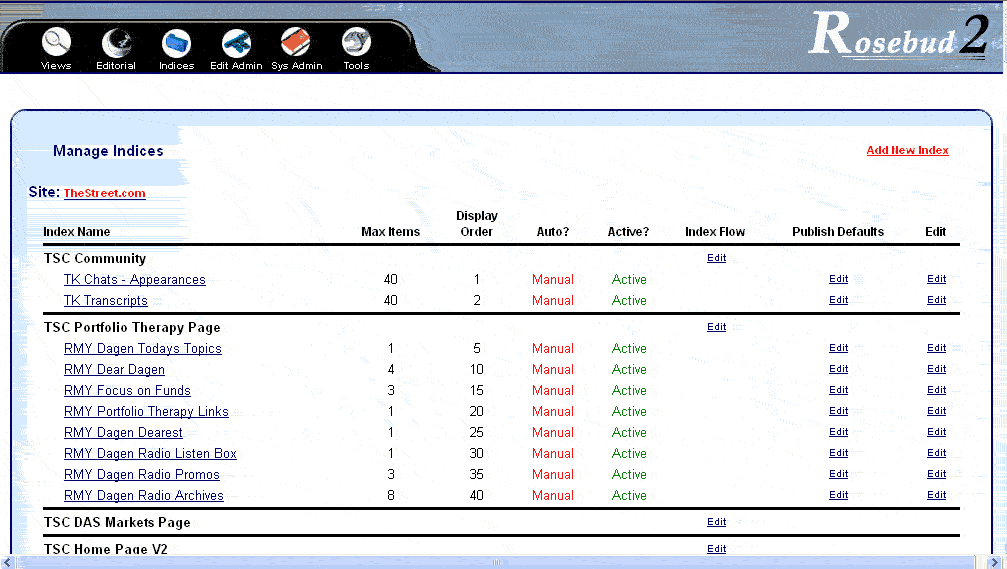 Rosebud 2
Views Editorial Indices Edit Admin Sys Admin Tools
Manage Indices Add New Index
Site: TheStreet.com
Display
Index Name Max Items Order Auto? Active? Index Flow Publish Defaults Edit
TSC Community Edit
TK Chats - Appearances 40 1 Manual Active Edit Edit
TK Transcripts 40 2 Manual Active Edit Edit
TSC Portfolio Therapy Page Edit
RMY Dagen Todays Topics 1 5 Manual Active Edit Edit
RMY Dear Dagen 4 10 Manual Active Edit Edit
RMY Focus on Funds 3 15 Manual Active Edit Edit
RMY Portfolio Therapy Links 1 20 Manual Active Edit Edit
RMY Dagen Dearest 1 25 Manual Active Edit Edit
RMY Dagen Radio Listen Box 1 30 Manual Active Edit Edit
RMY Dagen Radio Promos 3 35 Manual Active Edit Edit
RMY Dagen Radio Archives 8 40 Manual Active Edit Edit
TSC DAS Markets Page Edit
TSC Home Page V2 Edit